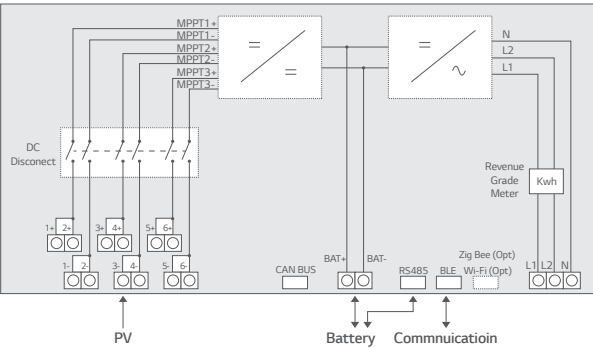 MPPT1+
MPPT1-
MPPT2+
MPPT2-
MPPT3+
MPPT3-
N
L2
L1
DC
Disconect
Revenue
Grade
Meter
Kwh
1+ 2+ 3+ 4+ 5+ 6+
1- 2- 3- 4- 5- 6-
CAN BUS
BAT+ BAT-
RS485
BLE
Zig Bee (Opt)
Wi-Fi (Opt)
L1 L2 N
PV
Battery
Commnuicatioin